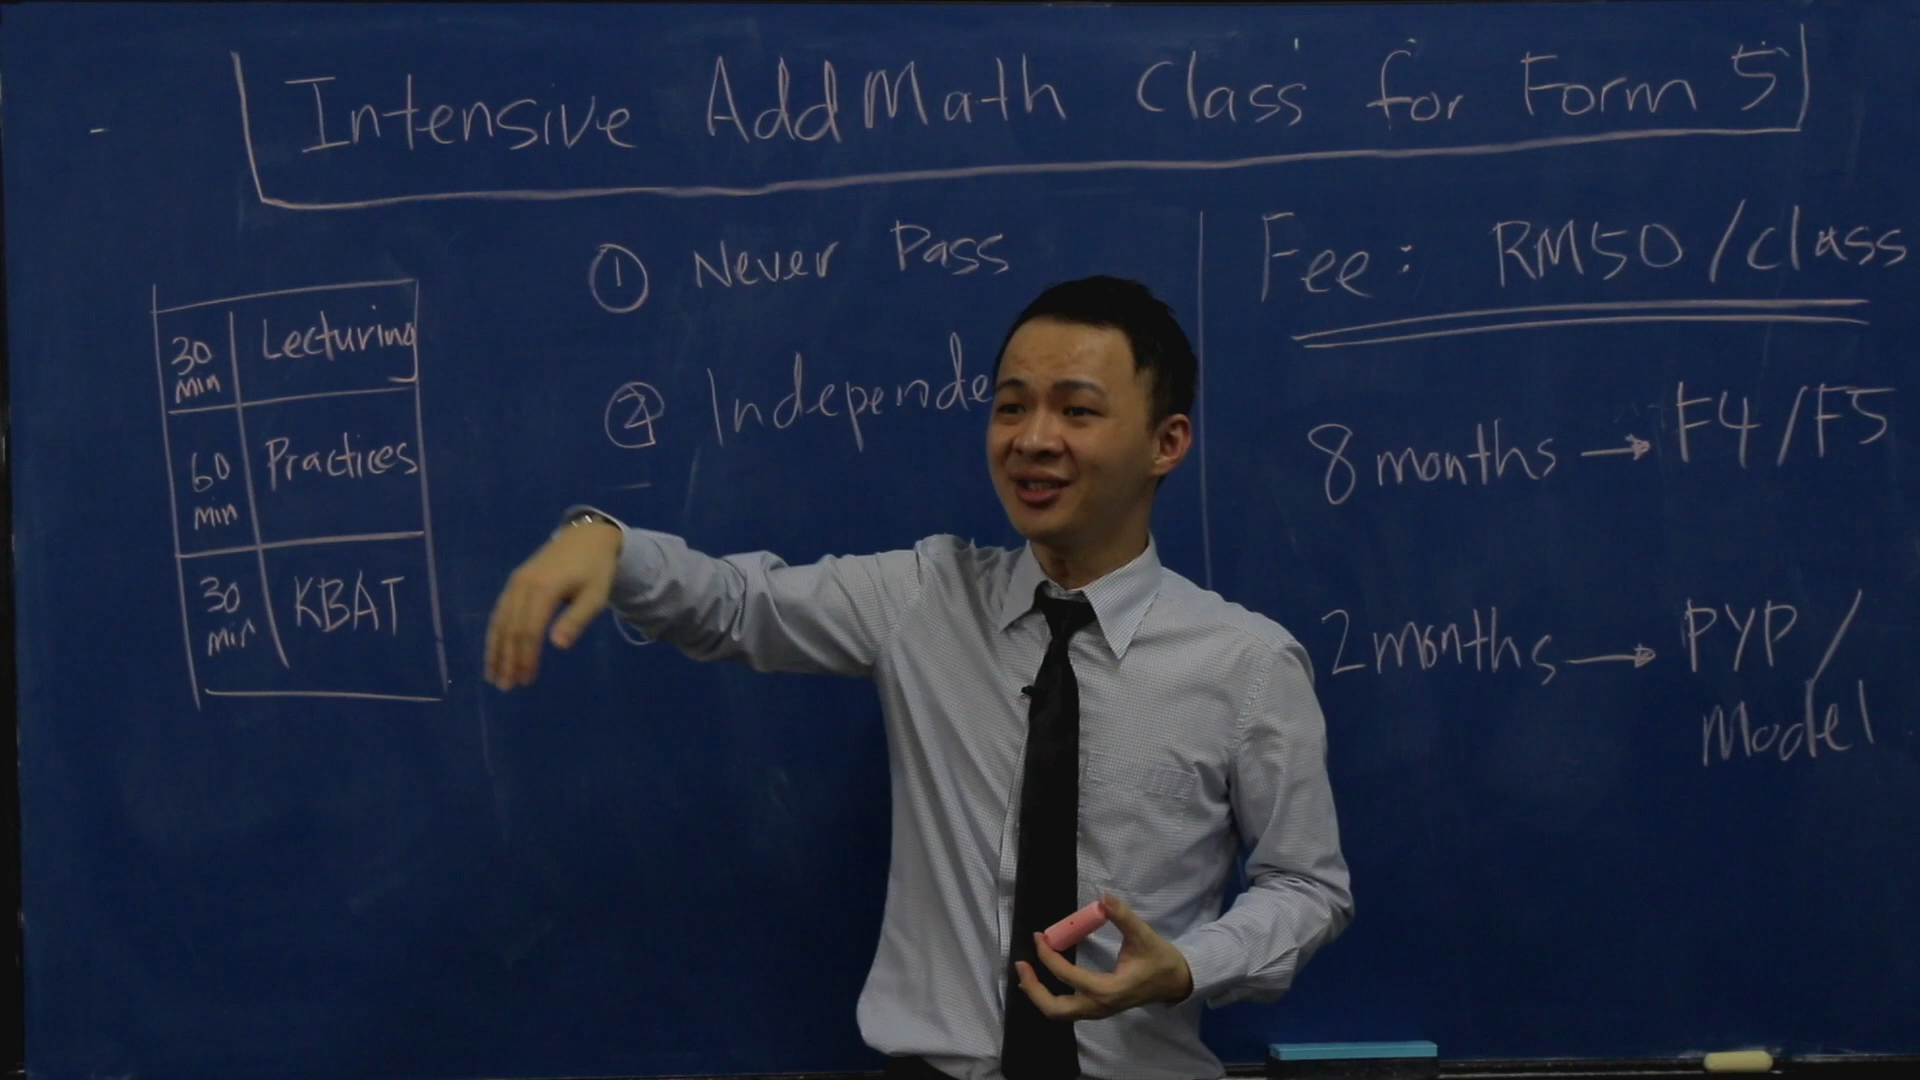 Intensive AddMath Class for Form 5
30 min Lecturing
60 min Practices
30 min KBAT
① Never Pass
②
Fee: RM50/class
8 months → F4/F5
2 months → PYP/
Model